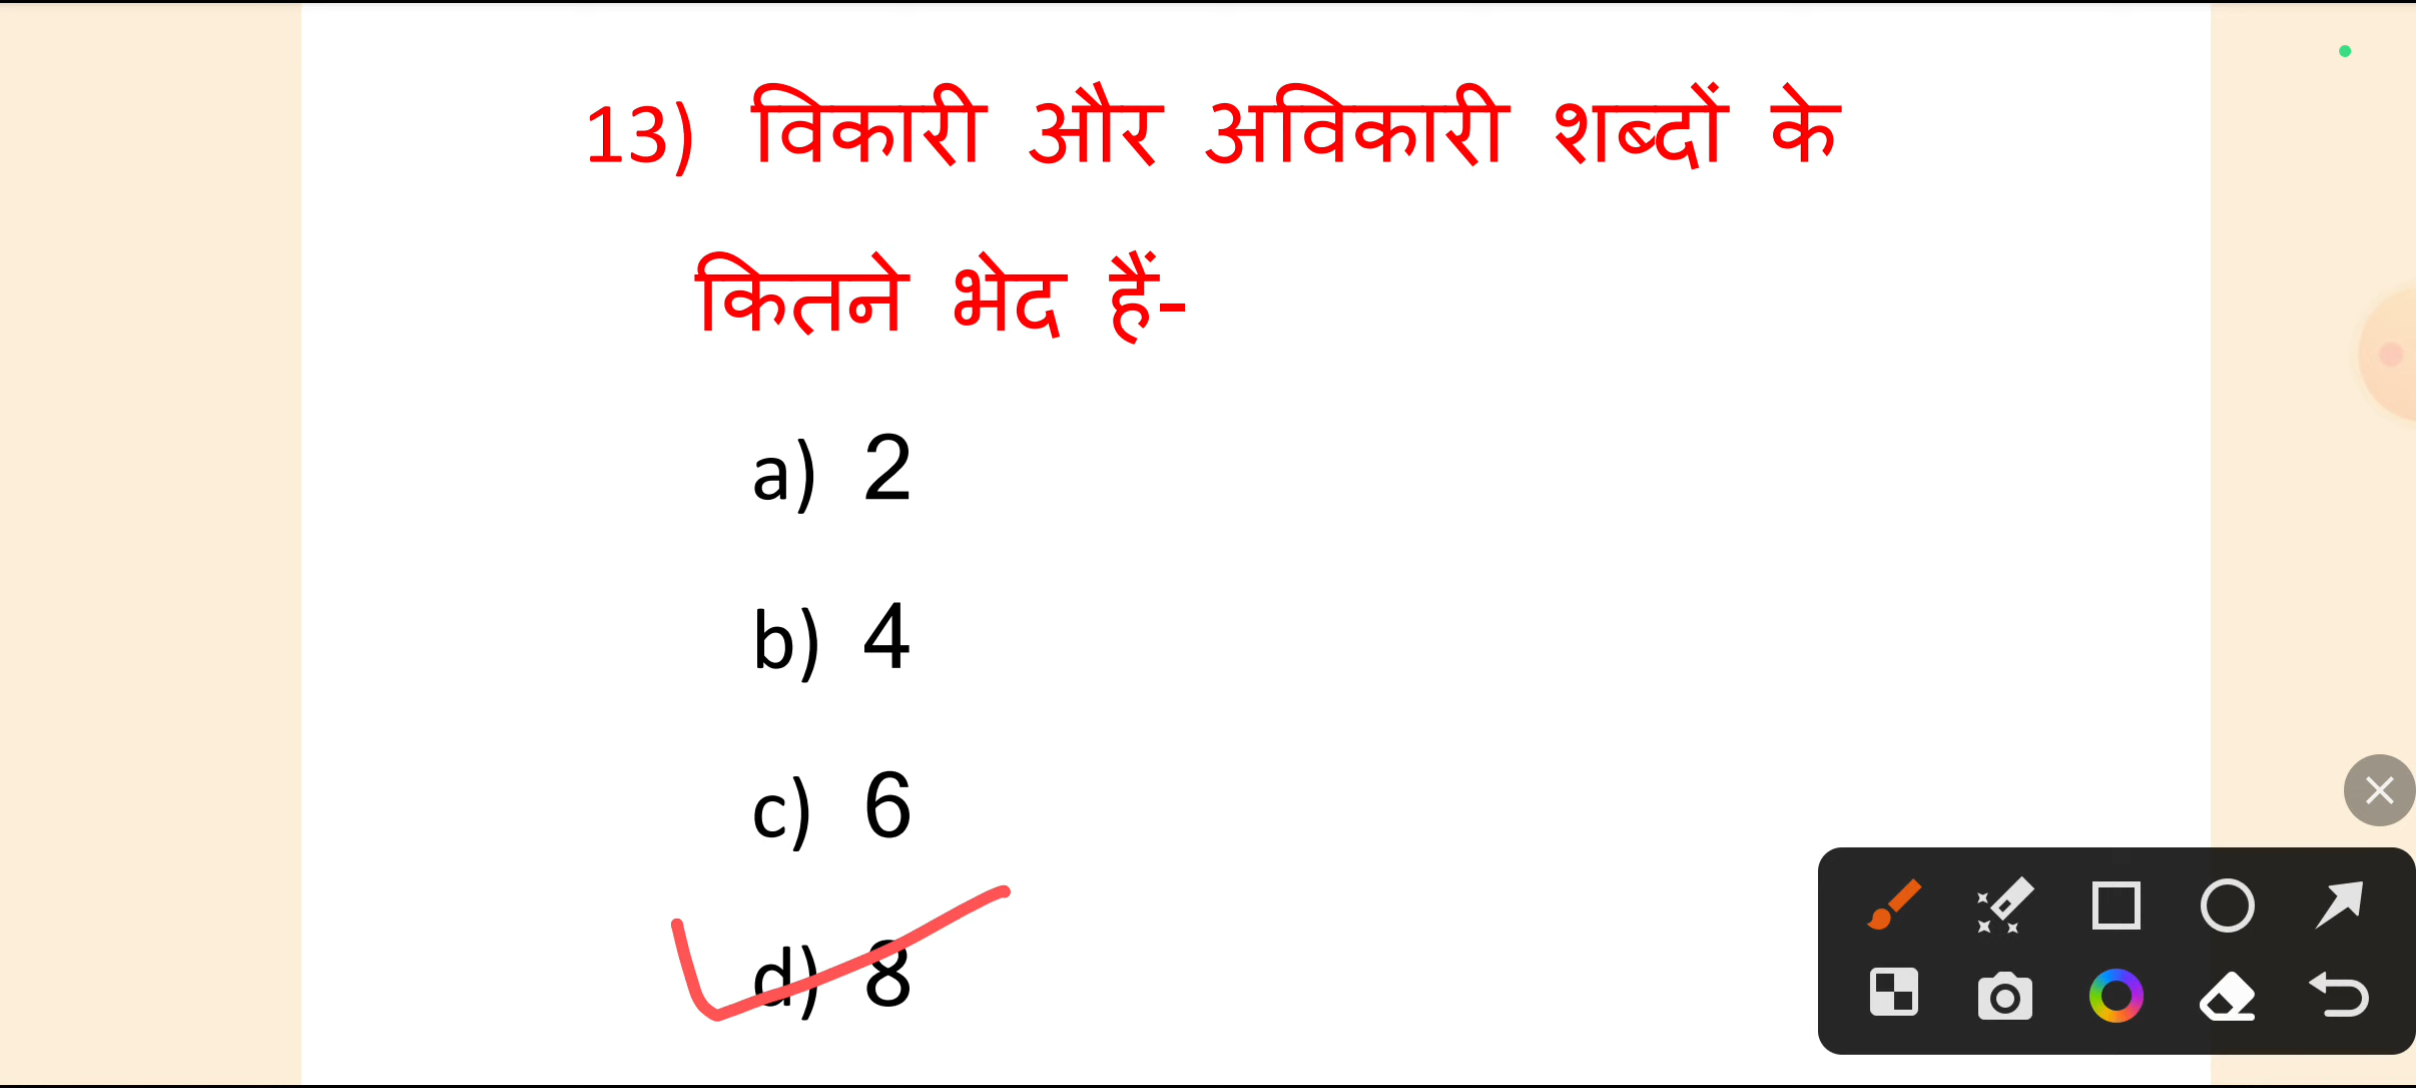 13) विकारी और अविकारी शब्दों के
कितने भेद हैं-
a) 2
b) 4
c) 6
d) 8